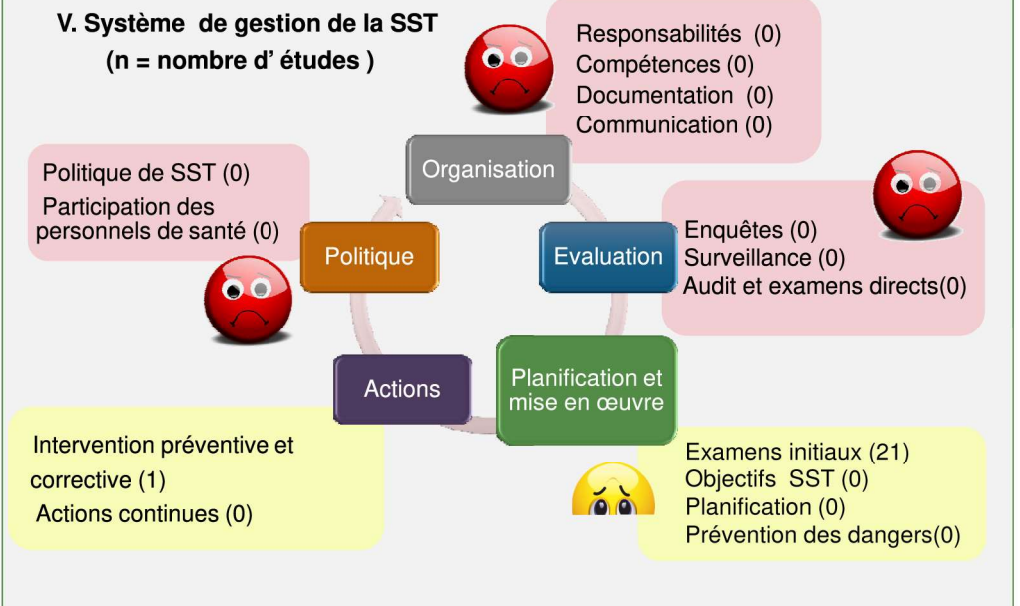 V. Système de gestion de la SST
(n = nombre d' études )
Responsabilités (0)
Compétences (0)
Documentation (0)
Communication (0)
Organisation
Politique de SST (0)
Participation des
personnels de santé (0)
Politique
Evaluation
Enquêtes (0)
Surveillance (0)
Audit et examens directs(0)
Actions
Planification et
mise en œuvre
Intervention préventive et
corrective (1)
Actions continues (0)
Examens initiaux (21)
Objectifs SST (0)
Planification (0)
Prévention des dangers(0)